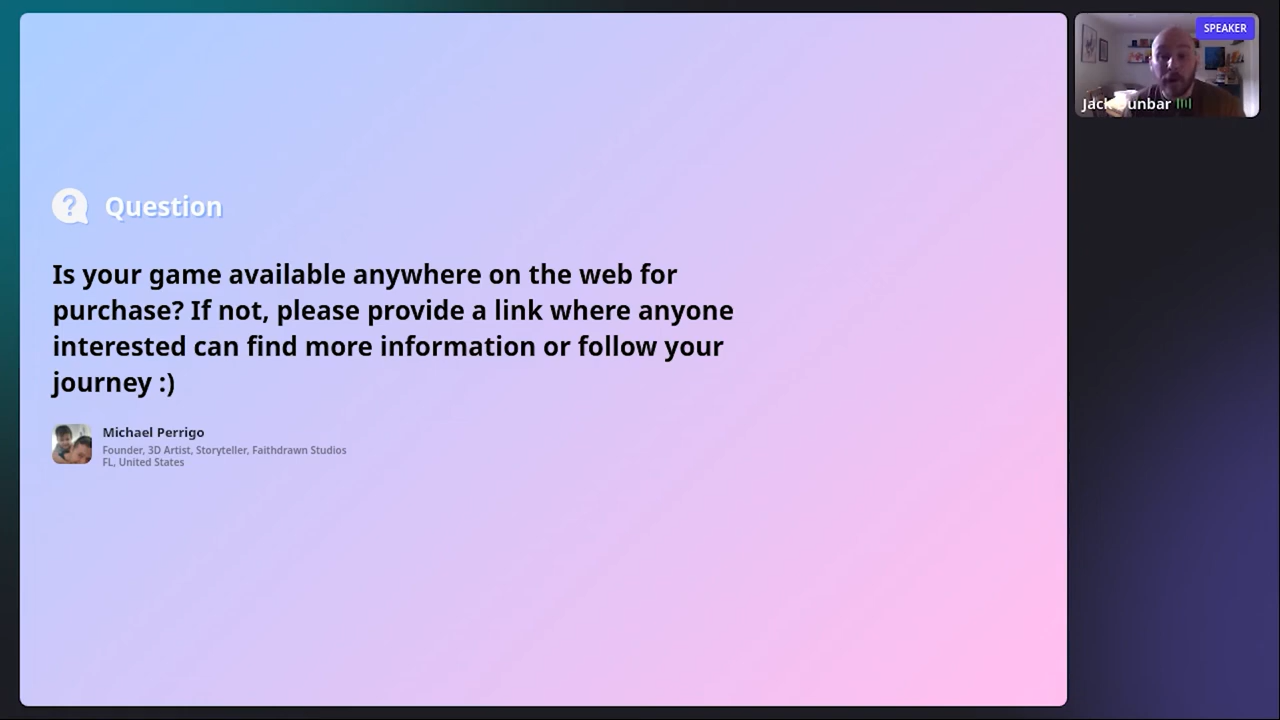 SPEAKER
Jack Dunbar
Question
Is your game available anywhere on the web for
purchase? If not, please provide a link where anyone
interested can find more information or follow your
journey :)
Michael Perrigo
Founder, 3D Artist, Storyteller, Faithdrawn Studios
FL, United States